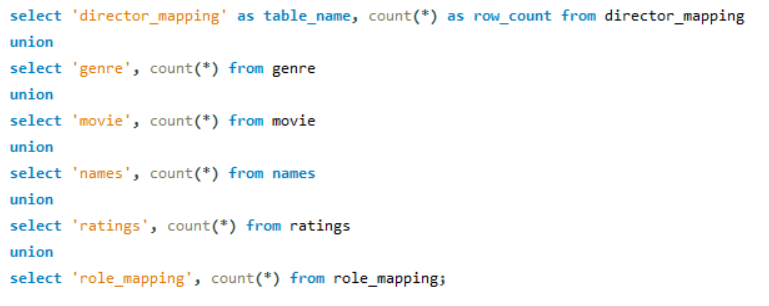 select 'director_mapping' as table_name, count(*) as row_count from director_mapping
union
select 'genre', count(*) from genre
union
select 'movie', count(*) from movie
union
select 'names', count(*) from names
union
select 'ratings', count(*) from ratings
union
select 'role_mapping', count(*) from role_mapping;